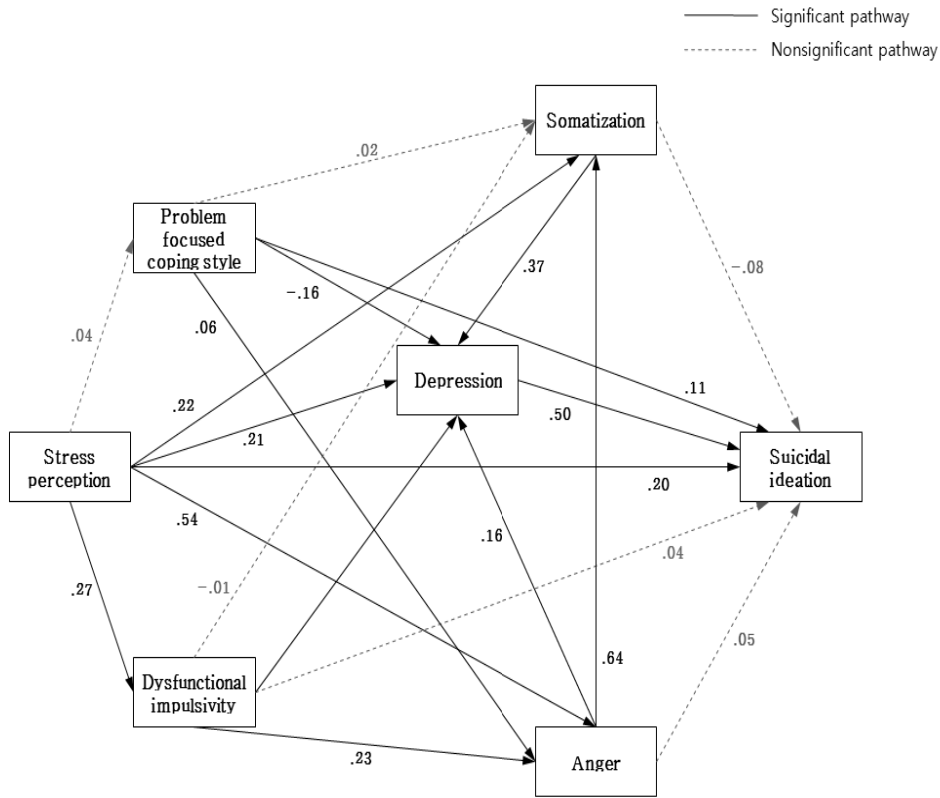 Significant pathway
Nonsignificant pathway
Somatization
.02
Problem
focused
coping style
-.08
.37
-.16
.04
.06
Depression
.11
.22
.50
.21
Stress
perception
Suicidal
ideation
.20
.54
.16
.04
.27
-.01
.05
.64
Dysfunctional
impulsivity
.23
Anger